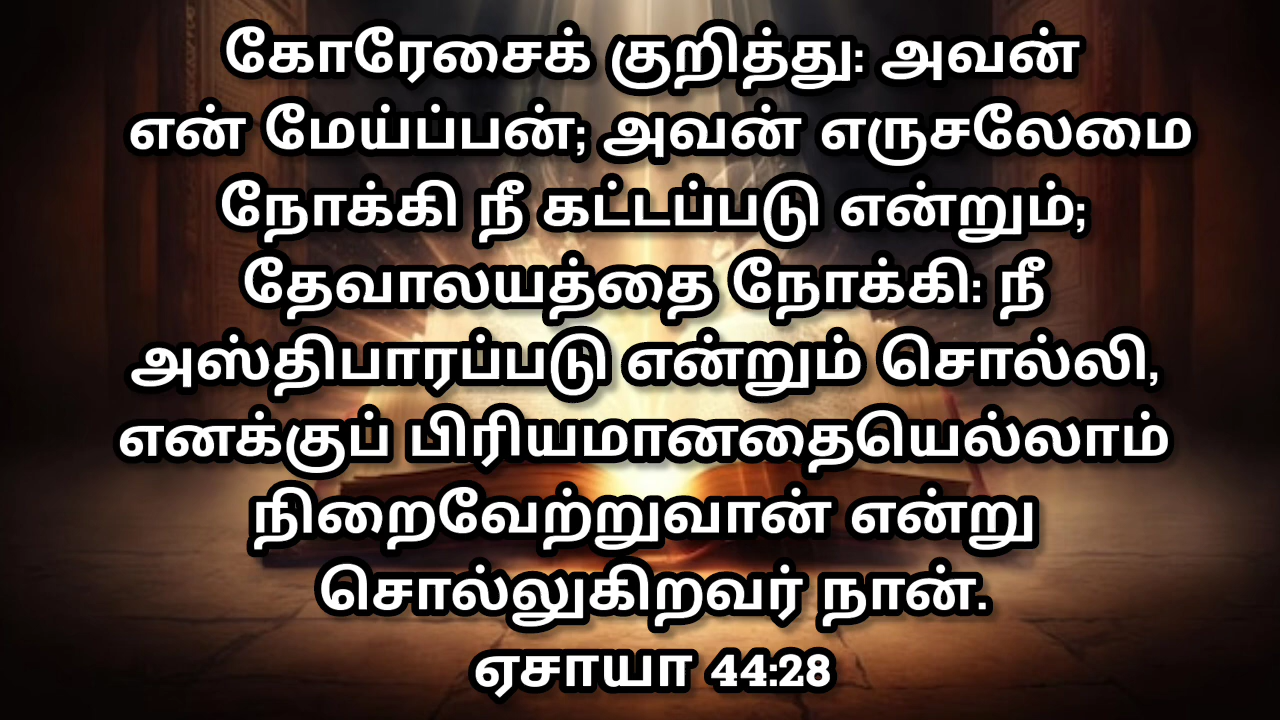 கோரேசைக் குறித்து: அவன்
என் மேய்ப்பன்; அவன் எருசலேமை
நோக்கி நீ கட்டப்படு என்றும்;
தேவாலயத்தை நோக்கி: நீ
அஸ்திபாரப்படு என்றும் சொல்லி,
எனக்குப் பிரியமானதையெல்லாம்
நிறைவேற்றுவான் என்று
சொல்லுகிறவர் நான்.
ஏசாயா 44:28